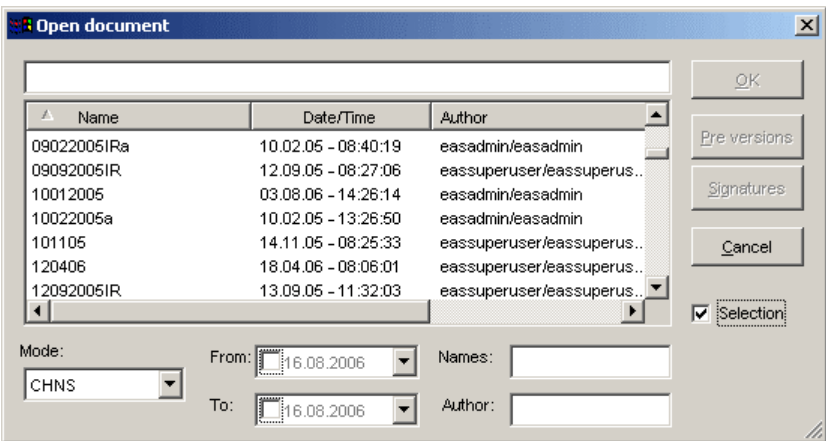 Open document
OK
Name Date/Time Author
09022005IRa 10.02.05 - 08:40:19 easadmin/easadmin
Pre versions
09092005IR 12.09.05 - 08:27:06 eassuperuser/eassuperus..
10012005 03.08.06 - 14:26:14 easadmin/easadmin
Signatures
10022005a 10.02.05 - 13:26:50 easadmin/easadmin
101105 14.11.05 - 08:25:33 eassuperuser/eassuperus..
Cancel
120406 18.04.06 - 08:06:01 eassuperuser/eassuperus..
12092005IR 13.09.05 - 11:32:03 eassuperuser/eassuperus..
Selection
Mode: From: 16.08.2006 Names:
CHNS
To: 16.08.2006 Author: